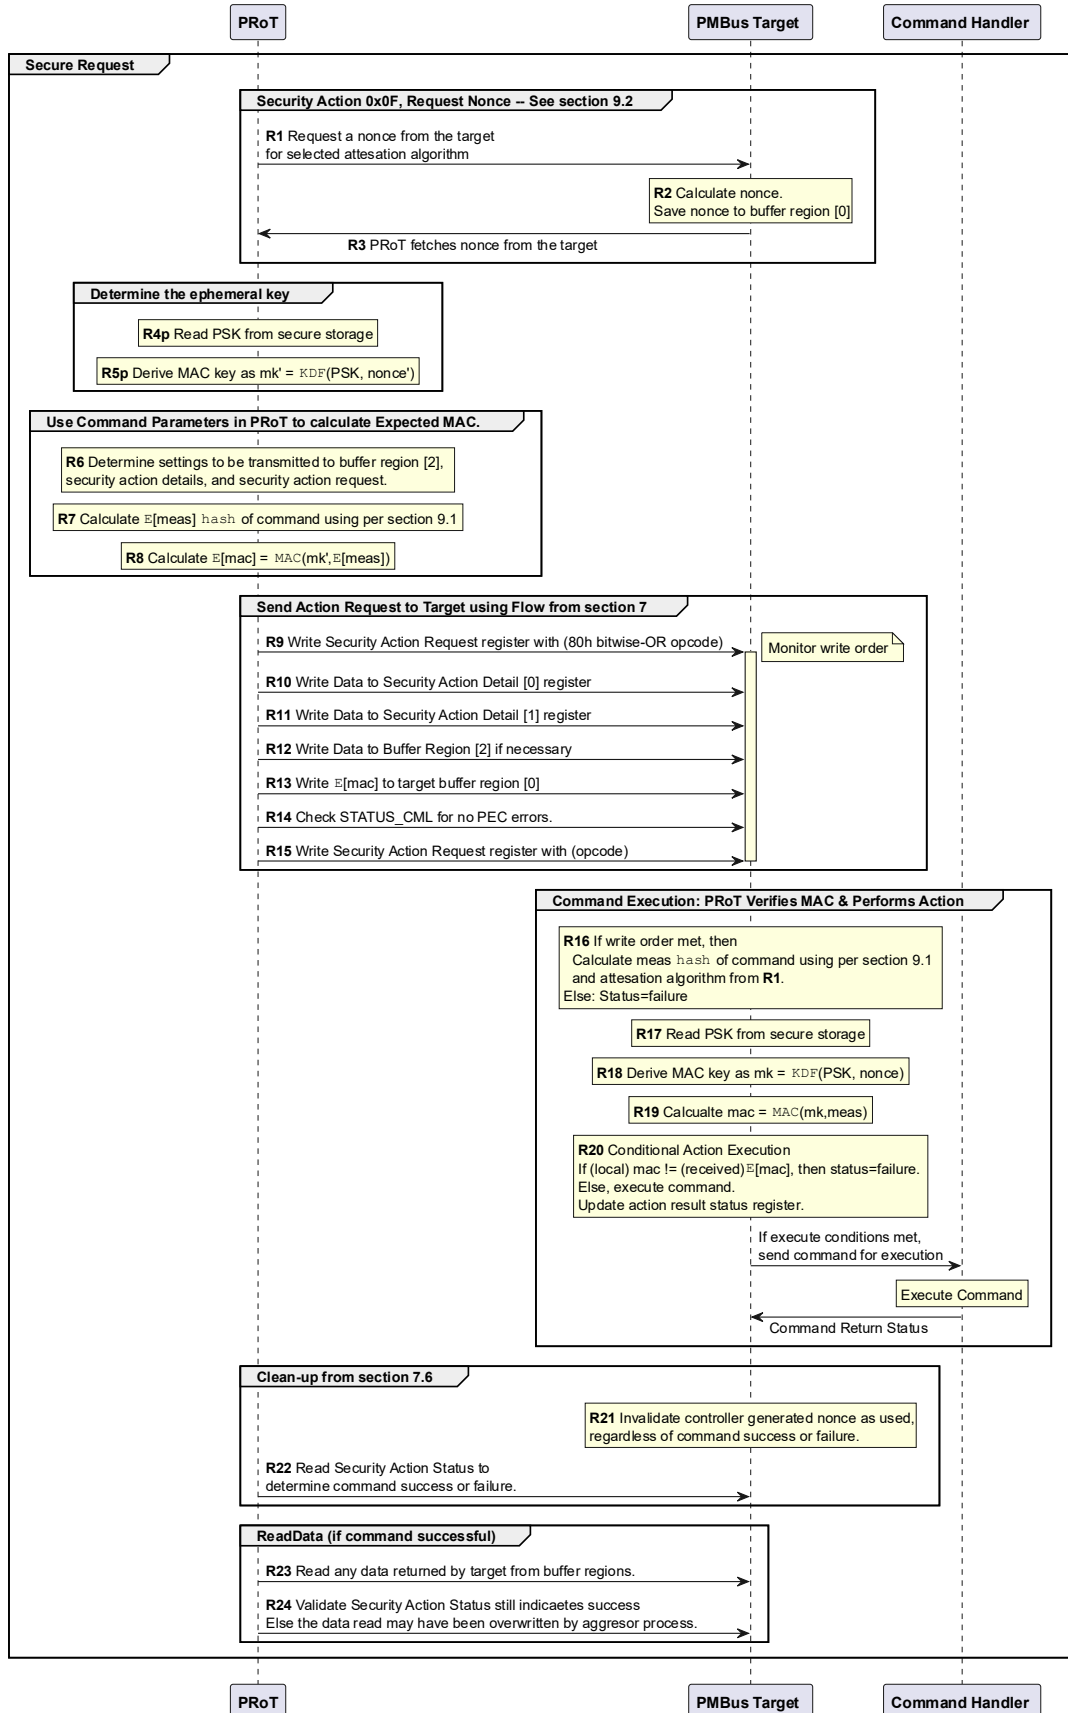 PRoT
PMBus Target
Command Handler
Secure Request
Security Action 0x0F, Request Nonce -- See section 9.2
R1 Request a nonce from the target
for selected attesation algorithm
R2 Calculate nonce.
Save nonce to buffer region [0]
R3 PRoT fetches nonce from the target
Determine the ephemeral key
R4p Read PSK from secure storage
R5p Derive MAC key as mk' = KDF(PSK, nonce')
Use Command Parameters in PRoT to calculate Expected MAC.
R6 Determine settings to be transmitted to buffer region [2],
security action details, and security action request.
R7 Calculate E[meas] hash of command using per section 9.1
R8 Calculate E[mac] = MAC(mk',E[meas])
Send Action Request to Target using Flow from section 7
R9 Write Security Action Request register with (80h bitwise-OR opcode)
Monitor write order
R10 Write Data to Security Action Detail [0] register
R11 Write Data to Security Action Detail [1] register
R12 Write Data to Buffer Region [2] if necessary
R13 Write E[mac] to target buffer region [0]
R14 Check STATUS_CML for no PEC errors.
R15 Write Security Action Request register with (opcode)
Command Execution: PRoT Verifies MAC & Performs Action
R16 If write order met, then
Calculate meas hash of command using per section 9.1
and attesation algorithm from R1.
Else: Status=failure
R17 Read PSK from secure storage
R18 Derive MAC key as mk = KDF(PSK, nonce)
R19 Calcualte mac = MAC(mk,meas)
R20 Conditional Action Execution
If (local) mac != (received)E[mac], then status=failure.
Else, execute command.
Update action result status register.
If execute conditions met,
send command for execution
Execute Command
Command Return Status
Clean-up from section 7.6
R21 Invalidate controller generated nonce as used,
regardless of command success or failure.
R22 Read Security Action Status to
determine command success or failure.
ReadData (if command successful)
R23 Read any data returned by target from buffer regions.
R24 Validate Security Action Status still indicaetes success
Else the data read may have been overwritten by aggresor process.
PRoT
PMBus Target
Command Handler